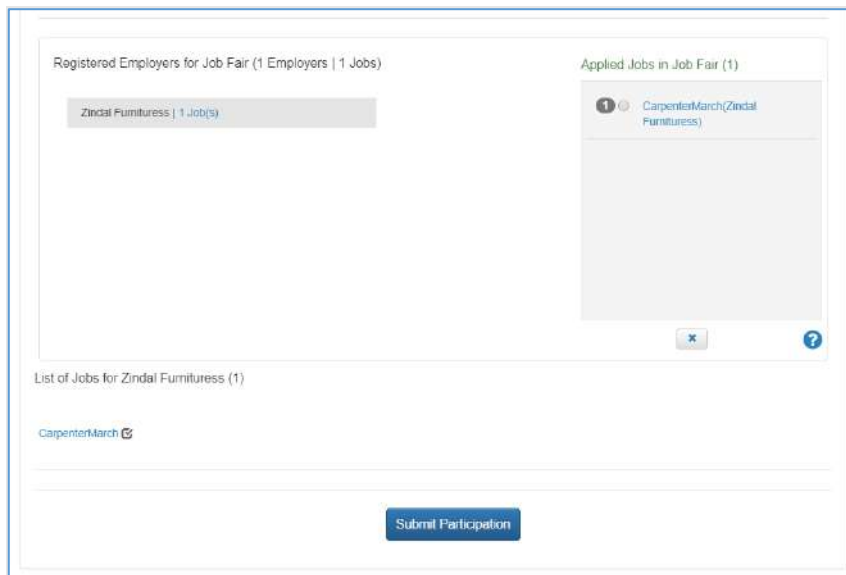 Registered Employers for Job Fair (1 Employers | 1 Jobs)
Zindal Furnituress | 1 Job(s)
Applied Jobs in Job Fair (1)
1 CarpenterMarch(Zindal
Furnituress)
?
List of Jobs for Zindal Furnituress (1)
CarpenterMarch
Submit Participation